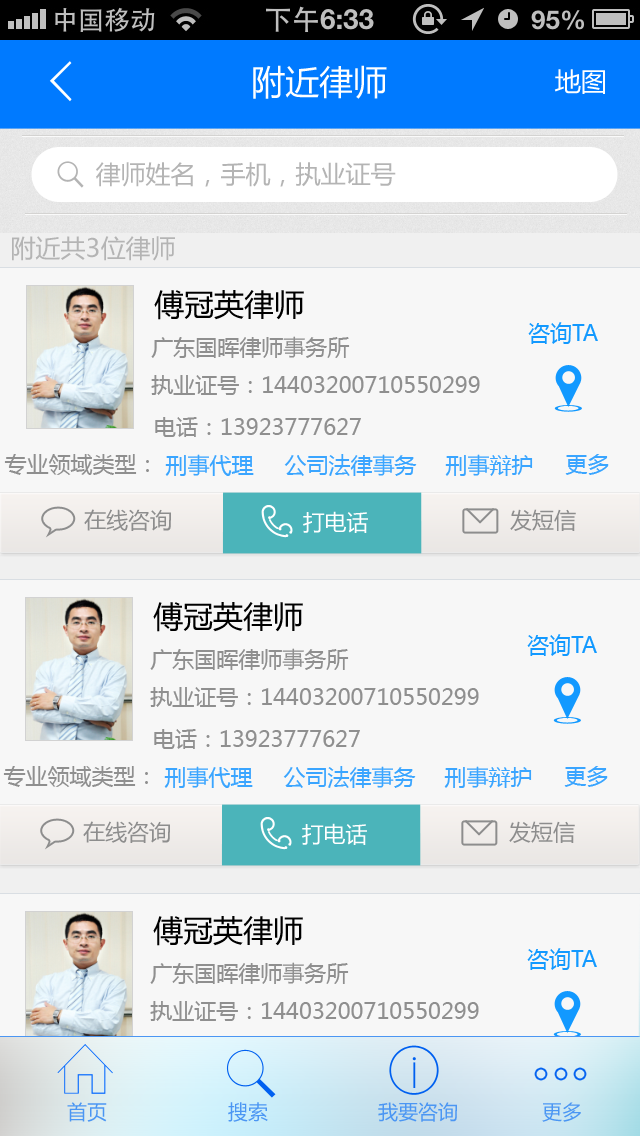 中国移动 下午6:33 95%
附近律师 地图
律师姓名，手机，执业证号
附近共3位律师
傅冠英律师
广东国晖律师事务所
咨询TA
执业证号：14403200710550299
电话：13923777627
专业领域类型： 刑事代理 公司法律事务 刑事辩护 更多
在线咨询 打电话 发短信
傅冠英律师
广东国晖律师事务所
咨询TA
执业证号：14403200710550299
电话：13923777627
专业领域类型： 刑事代理 公司法律事务 刑事辩护 更多
在线咨询 打电话 发短信
傅冠英律师
广东国晖律师事务所
咨询TA
执业证号：14403200710550299
首页 搜索 我要咨询 更多